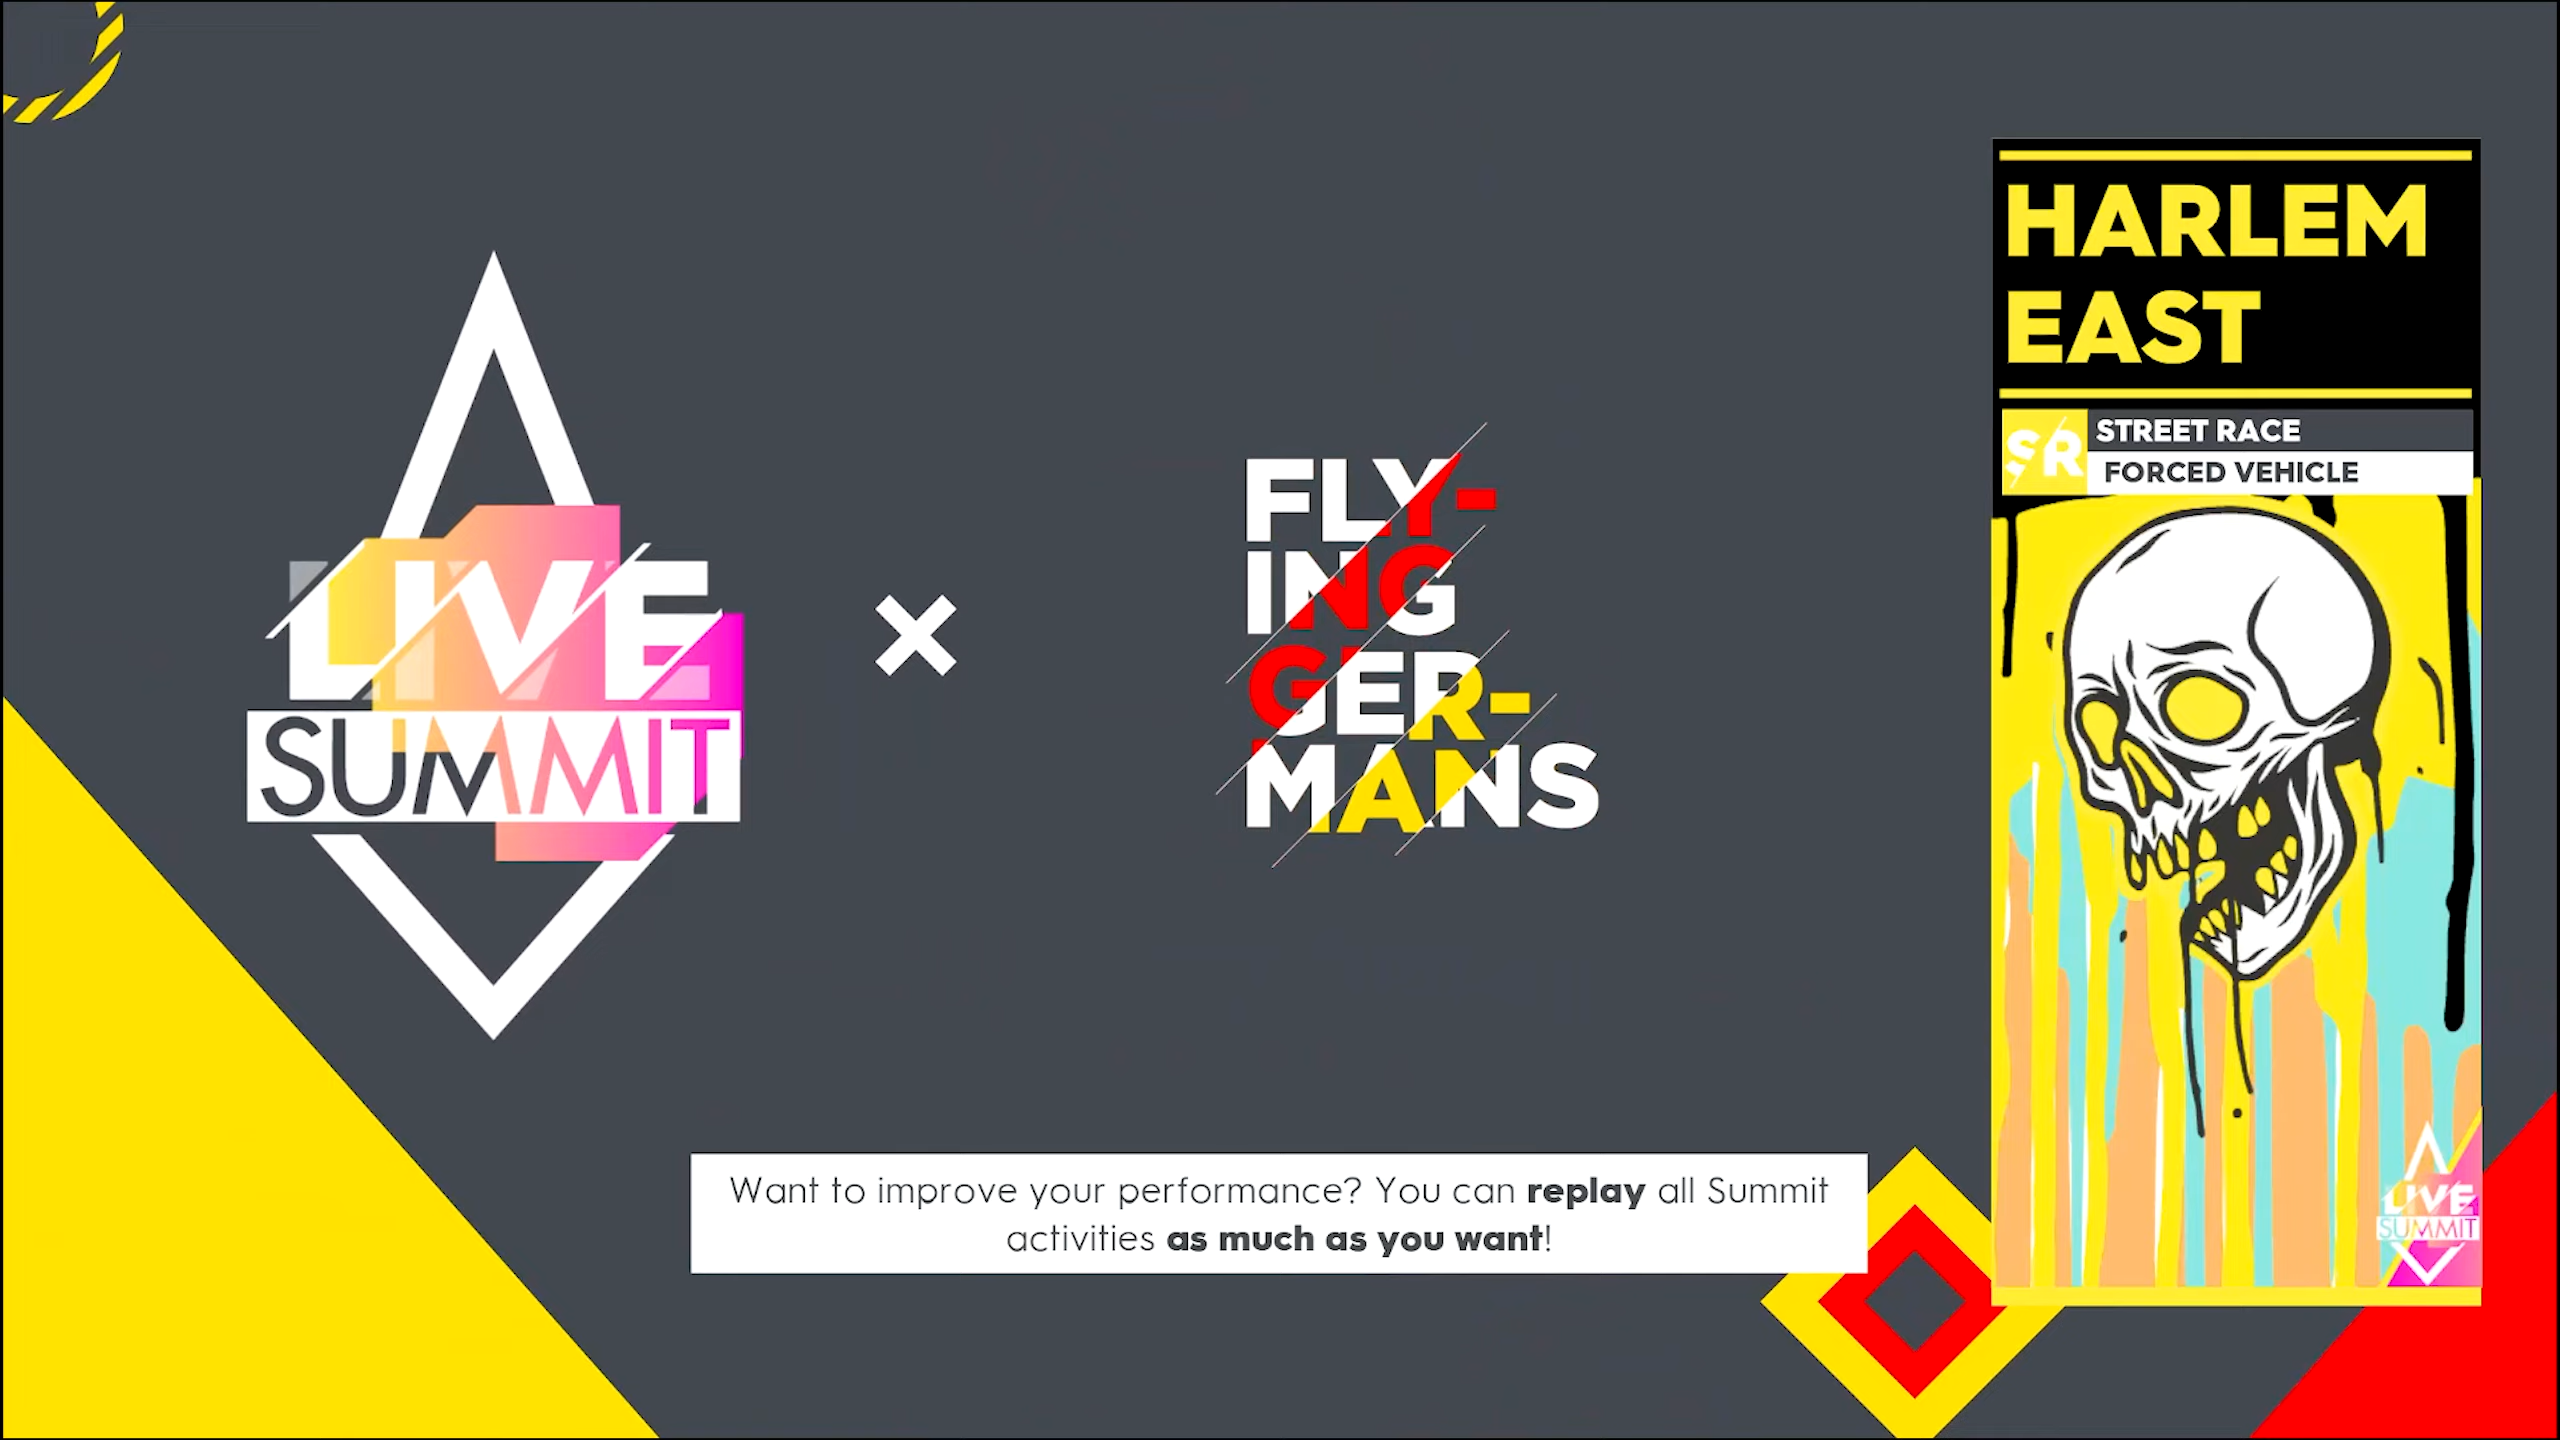 LIVE
SUMMIT
×
FLY-
ING
GER-
MANS
HARLEM
EAST
SR
STREET RACE
FORCED VEHICLE
Want to improve your performance? You can replay all Summit
activities as much as you want!
LIVE
SUMMIT